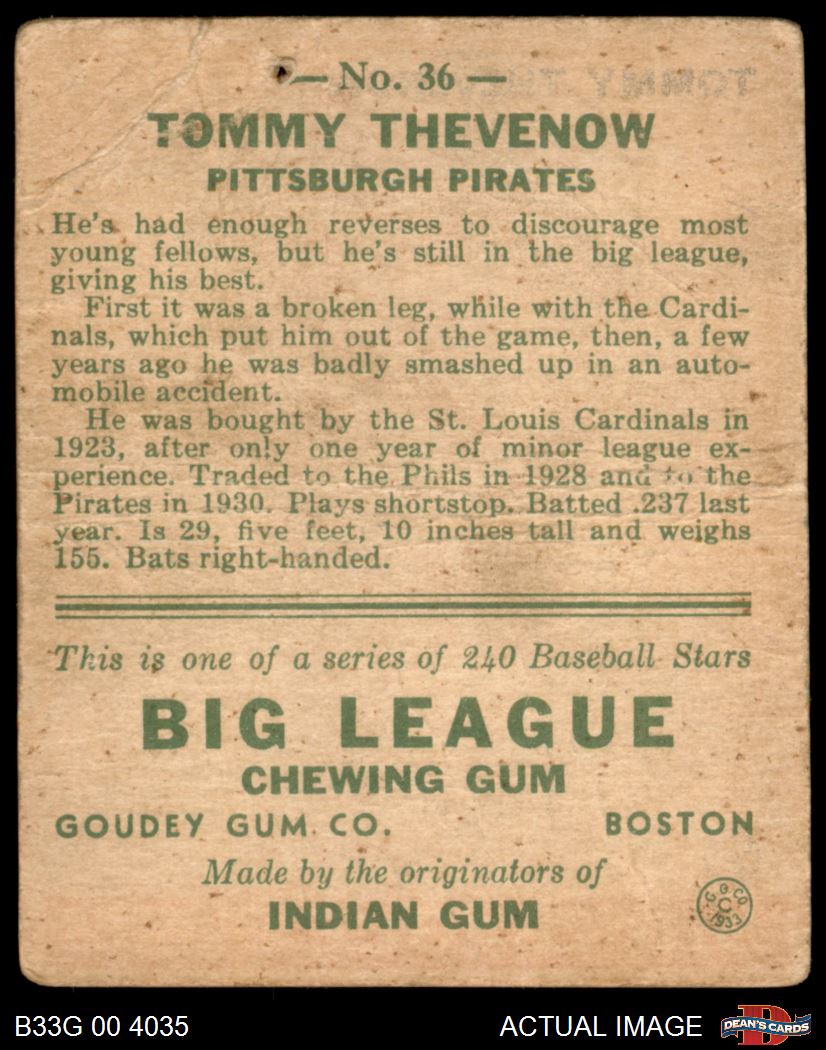 — No. 36 —
TOMMY THEVENOW
PITTSBURGH PIRATES
He's had enough reverses to discourage most
young fellows, but he's still in the big league,
giving his best.
First it was a broken leg, while with the Cardi-
nals, which put him out of the game, then, a few
years ago he was badly smashed up in an auto-
mobile accident.
He was bought by the St. Louis Cardinals in
1923, after only one year of minor league ex-
perience. Traded to the Phils in 1928 and to the
Pirates in 1930. Plays shortstop. Batted .237 last
year. Is 29, five feet, 10 inches tall and weighs
155. Bats right-handed.
This is one of a series of 240 Baseball Stars
BIG LEAGUE
CHEWING GUM
GOUDEY GUM CO. BOSTON
Made by the originators of
INDIAN GUM
G. G. CO.
C
1933
B33G 00 4035 ACTUAL IMAGE
D
DEAN'S CARDS